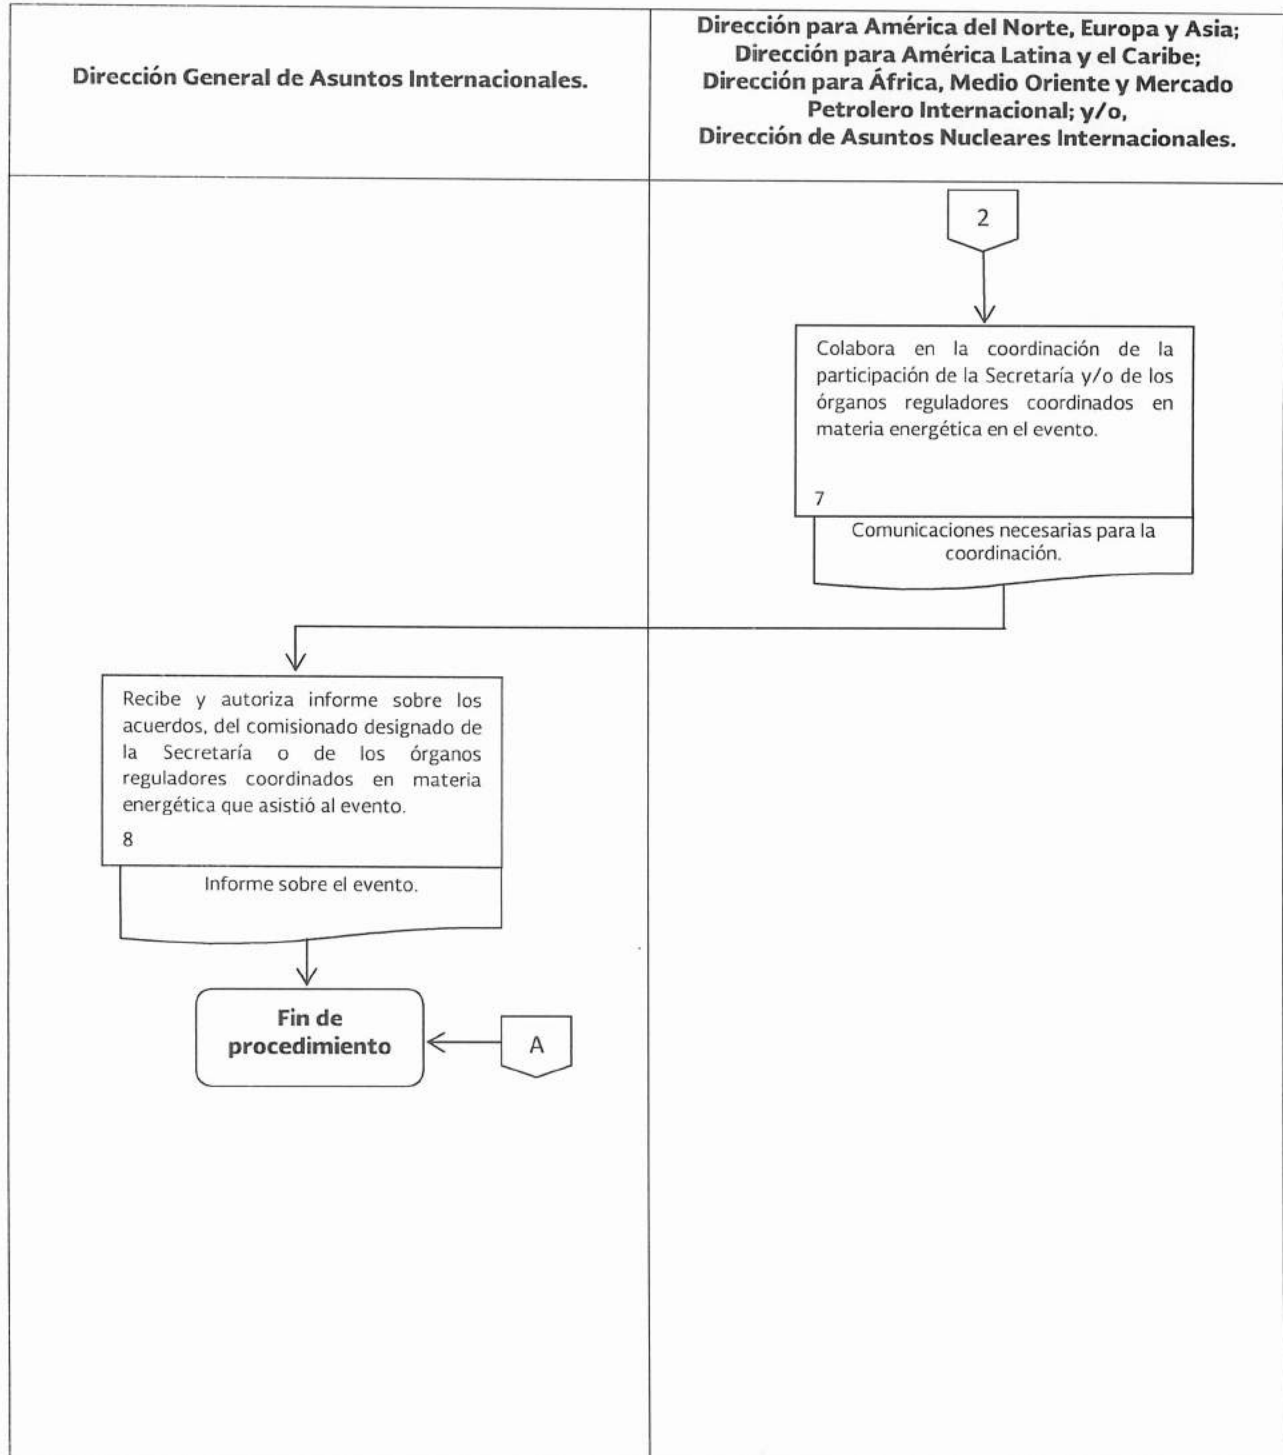 Dirección General de Asuntos Internacionales.
Dirección para América del Norte, Europa y Asia;
Dirección para América Latina y el Caribe;
Dirección para África, Medio Oriente y Mercado
Petrolero Internacional; y/o,
Dirección de Asuntos Nucleares Internacionales.
2
Colabora en la coordinación de la
participación de la Secretaría y/o de los
órganos reguladores coordinados en
materia energética en el evento.
7
Comunicaciones necesarias para la
coordinación.
Recibe y autoriza informe sobre los
acuerdos, del comisionado designado de
la Secretaría o de los órganos
reguladores coordinados en materia
energética que asistió al evento.
8
Informe sobre el evento.
Fin de
procedimiento
A